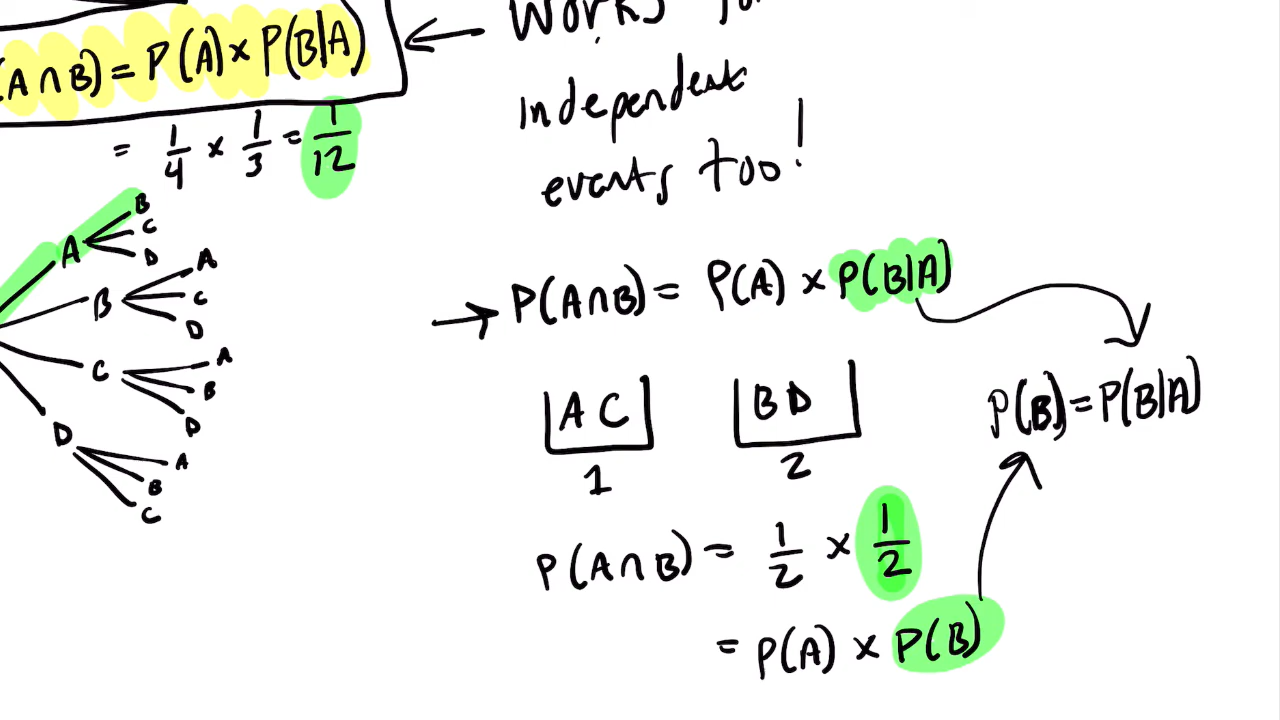 (A∩B) = P(A) × P(B|A)
= 1/4 × 1/3 = 1/12
Works for
independent
events too!
A B C D
B A C D
C A B D
D A B C
→ P(A∩B) = P(A) × P(B|A)
A C
1
B D
2
P(B) = P(B|A)
P(A∩B) = 1/2 × 1/2
= P(A) × P(B)